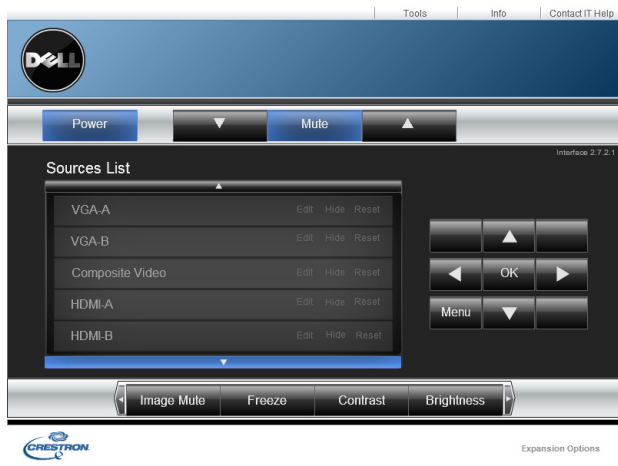 Tools Info Contact IT Help
DELL
Power Mute
Interface 2.7.2.1
Sources List
VGA-A Edit Hide Reset
VGA-B Edit Hide Reset
Composite Video Edit Hide Reset
HDMI-A Edit Hide Reset
HDMI-B Edit Hide Reset
OK
Menu
Image Mute Freeze Contrast Brightness
CRESTRON
Expansion Options